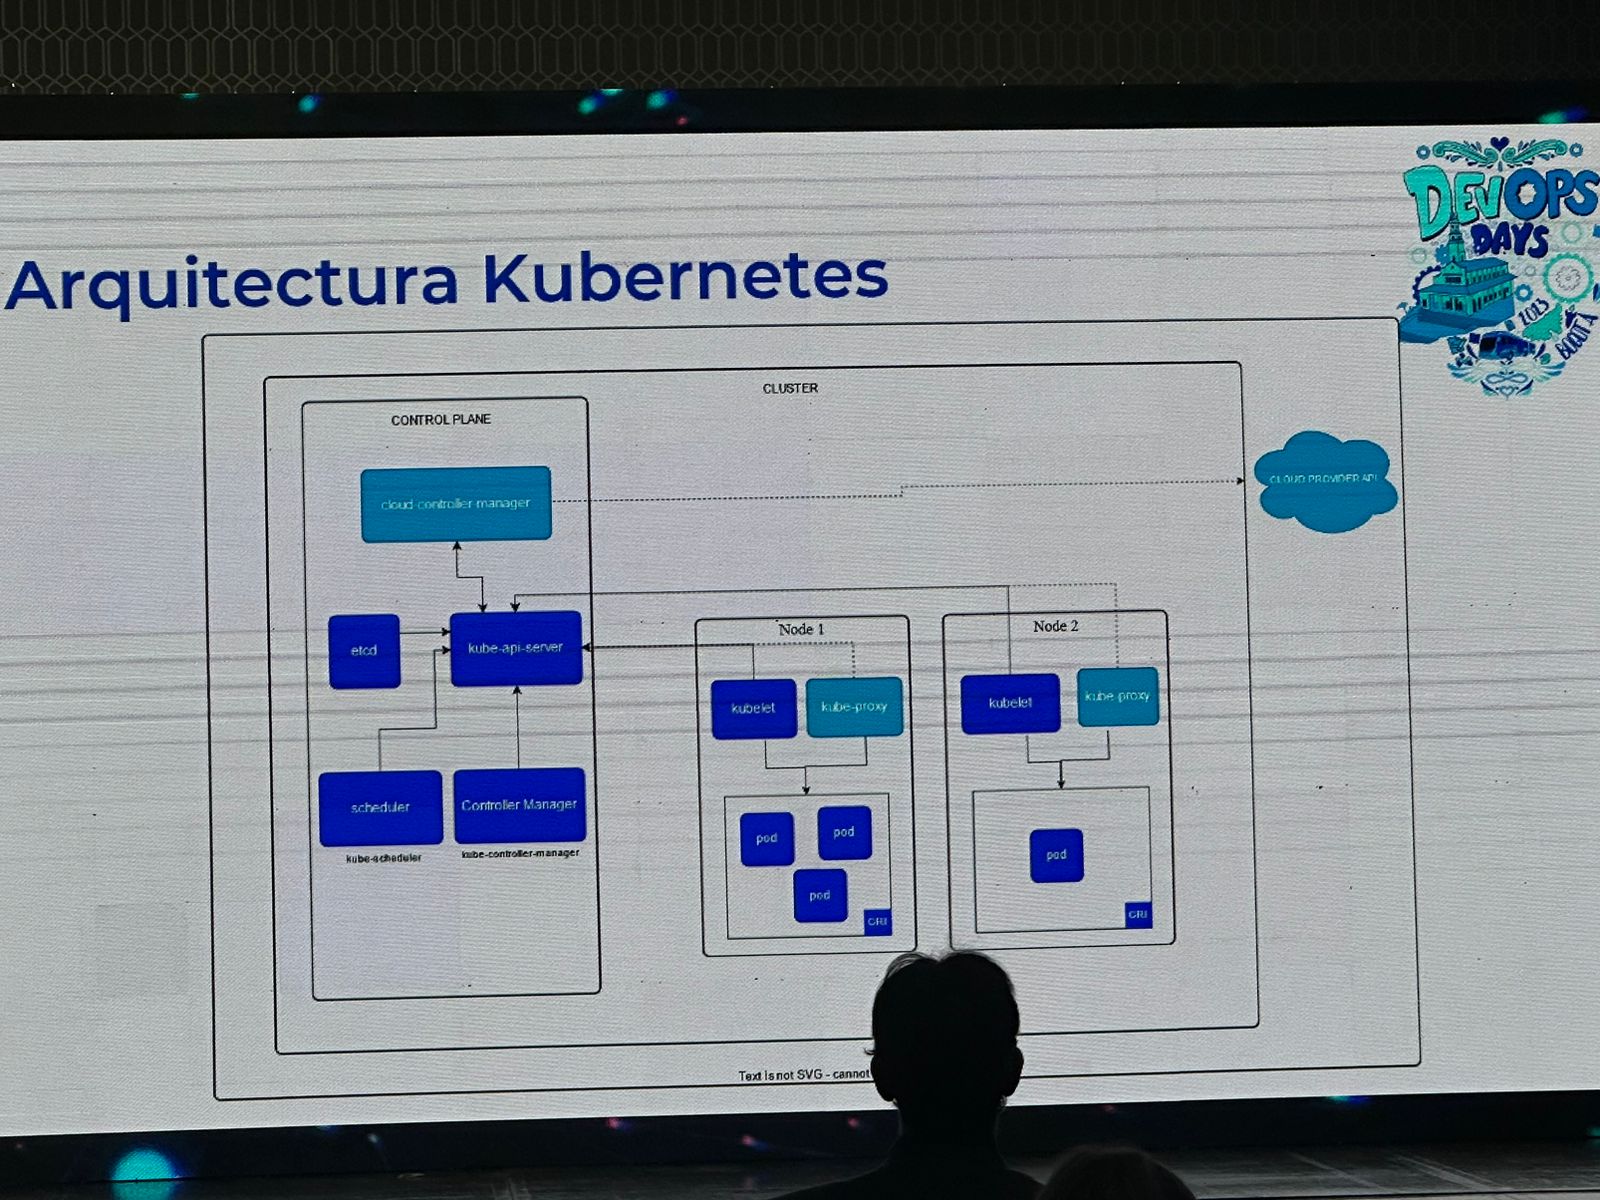 DEVOPS
DAYS
2023
BOGOTÁ
Arquitectura Kubernetes
CLUSTER
CONTROL PLANE
cloud-controller-manager
CLOUD PROVIDER API
etcd
kube-api-server
scheduler
kube-scheduler
Controller Manager
kube-controller-manager
Node 1
kubelet
kube-proxy
pod
pod
pod
CRI
Node 2
kubelet
kube-proxy
pod
CRI
Text is not SVG - cannot